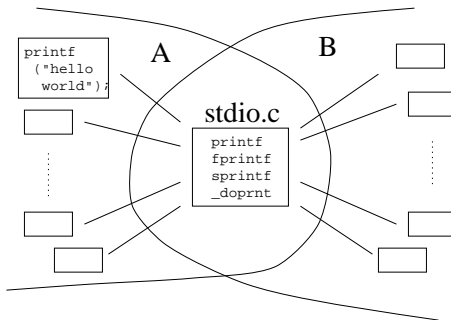 A
B
printf
("hello
world");
stdio.c
printf
fprintf
sprintf
_doprnt